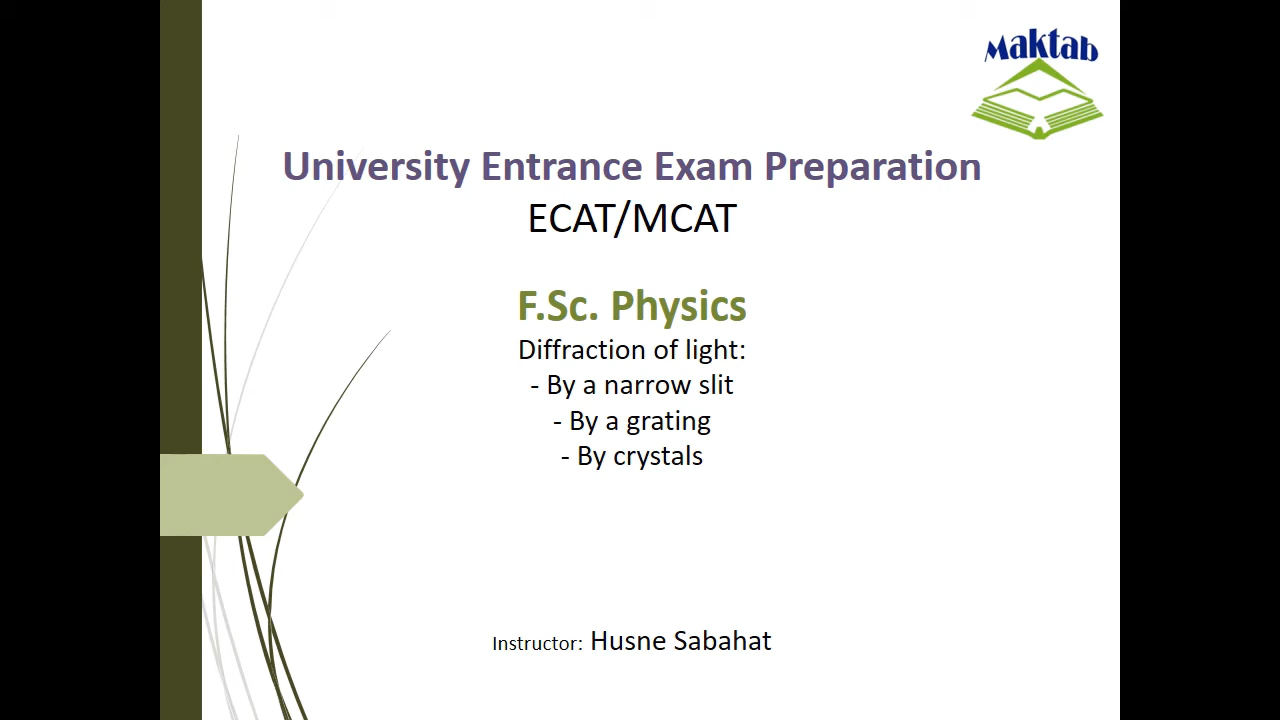 Maktab
University Entrance Exam Preparation
ECAT/MCAT
F.Sc. Physics
Diffraction of light:
- By a narrow slit
- By a grating
- By crystals
Instructor: Husne Sabahat